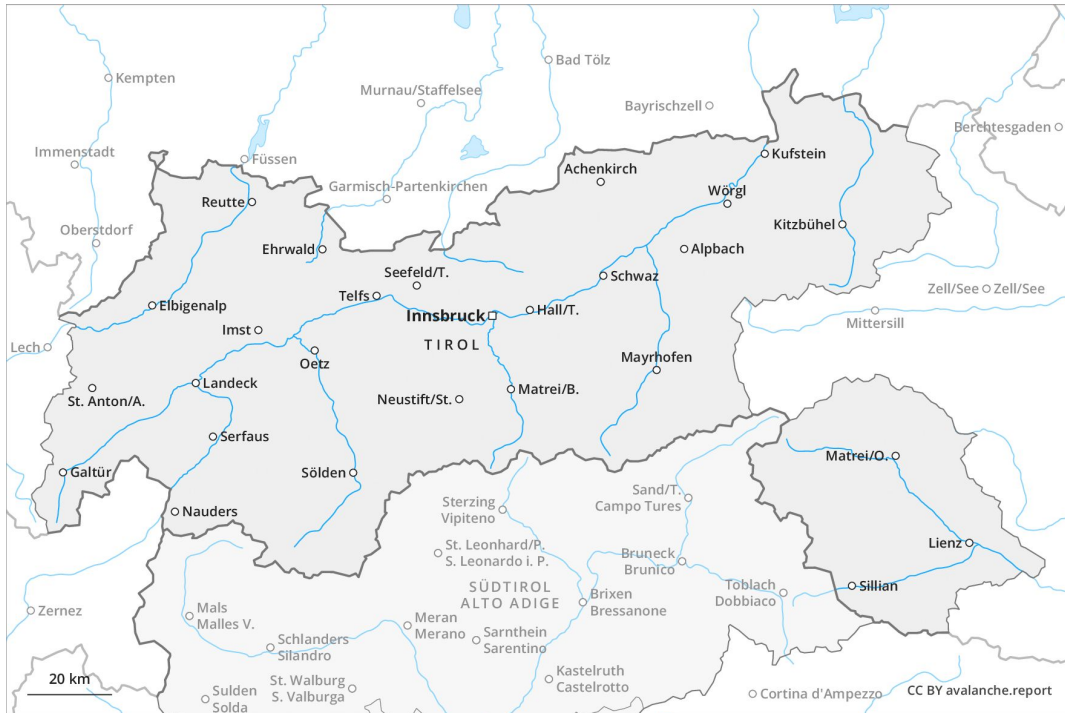 Kempten
Bad Tölz
Murnau/Staffelsee
Bayrischzell
Berchtesgaden
Immenstadt
Füssen
Kufstein
Achenkirch
Garmisch-Partenkirchen
Wörgl
Reutte
Kitzbühel
Oberstdorf
Ehrwald
Alpbach
Seefeld/T.
Schwaz
Telfs
Zell/See
Zell/See
Elbigenalp
Innsbruck
Hall/T.
Mittersill
Imst
TIROL
Lech
Oetz
Mayrhofen
Landeck
Matrei/B.
St. Anton/A.
Neustift/St.
Serfaus
Matrei/O.
Galtür
Sölden
Sand/T.
Campo Tures
Sterzing
Vipiteno
Nauders
Lienz
St. Leonhard/P.
S. Leonardo i. P.
Bruneck
Brunico
SÜDTIROL
ALTO ADIGE
Sillian
Toblach
Dobbiaco
Brixen
Bressanone
Zernez
Mals
Malles V.
Meran
Merano
Sarnthein
Sarentino
Schlanders
Silandro
Kastelruth
Castelrotto
St. Walburg
S. Valburga
20 km
Sulden
Solda
Cortina d'Ampezzo
CC BY avalanche.report